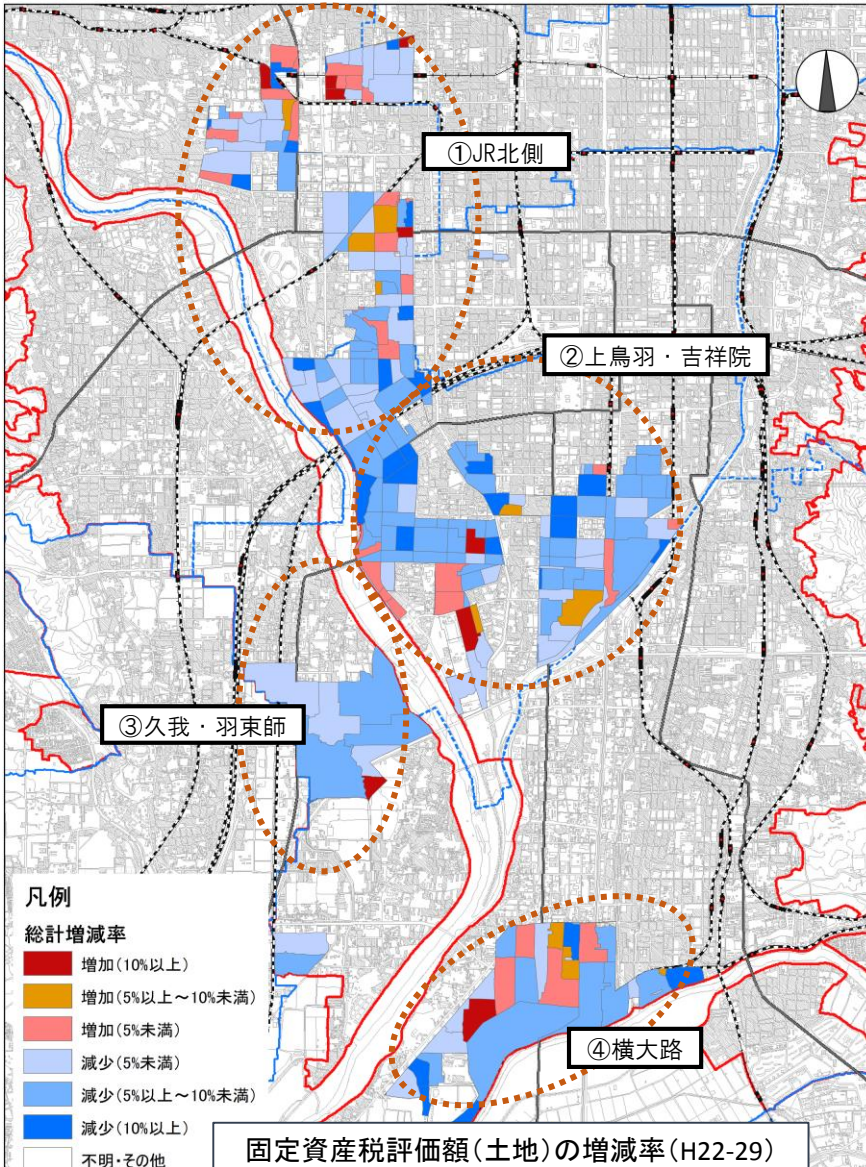 ①JR北側
②上鳥羽・吉祥院
③久我・羽束師
④横大路
凡例
総計増減率
増加(10%以上)
増加(5%以上～10%未満)
増加(5%未満)
減少(5%未満)
減少(5%以上～10%未満)
減少(10%以上)
不明・その他
固定資産税評価額(土地)の増減率(H22-29)